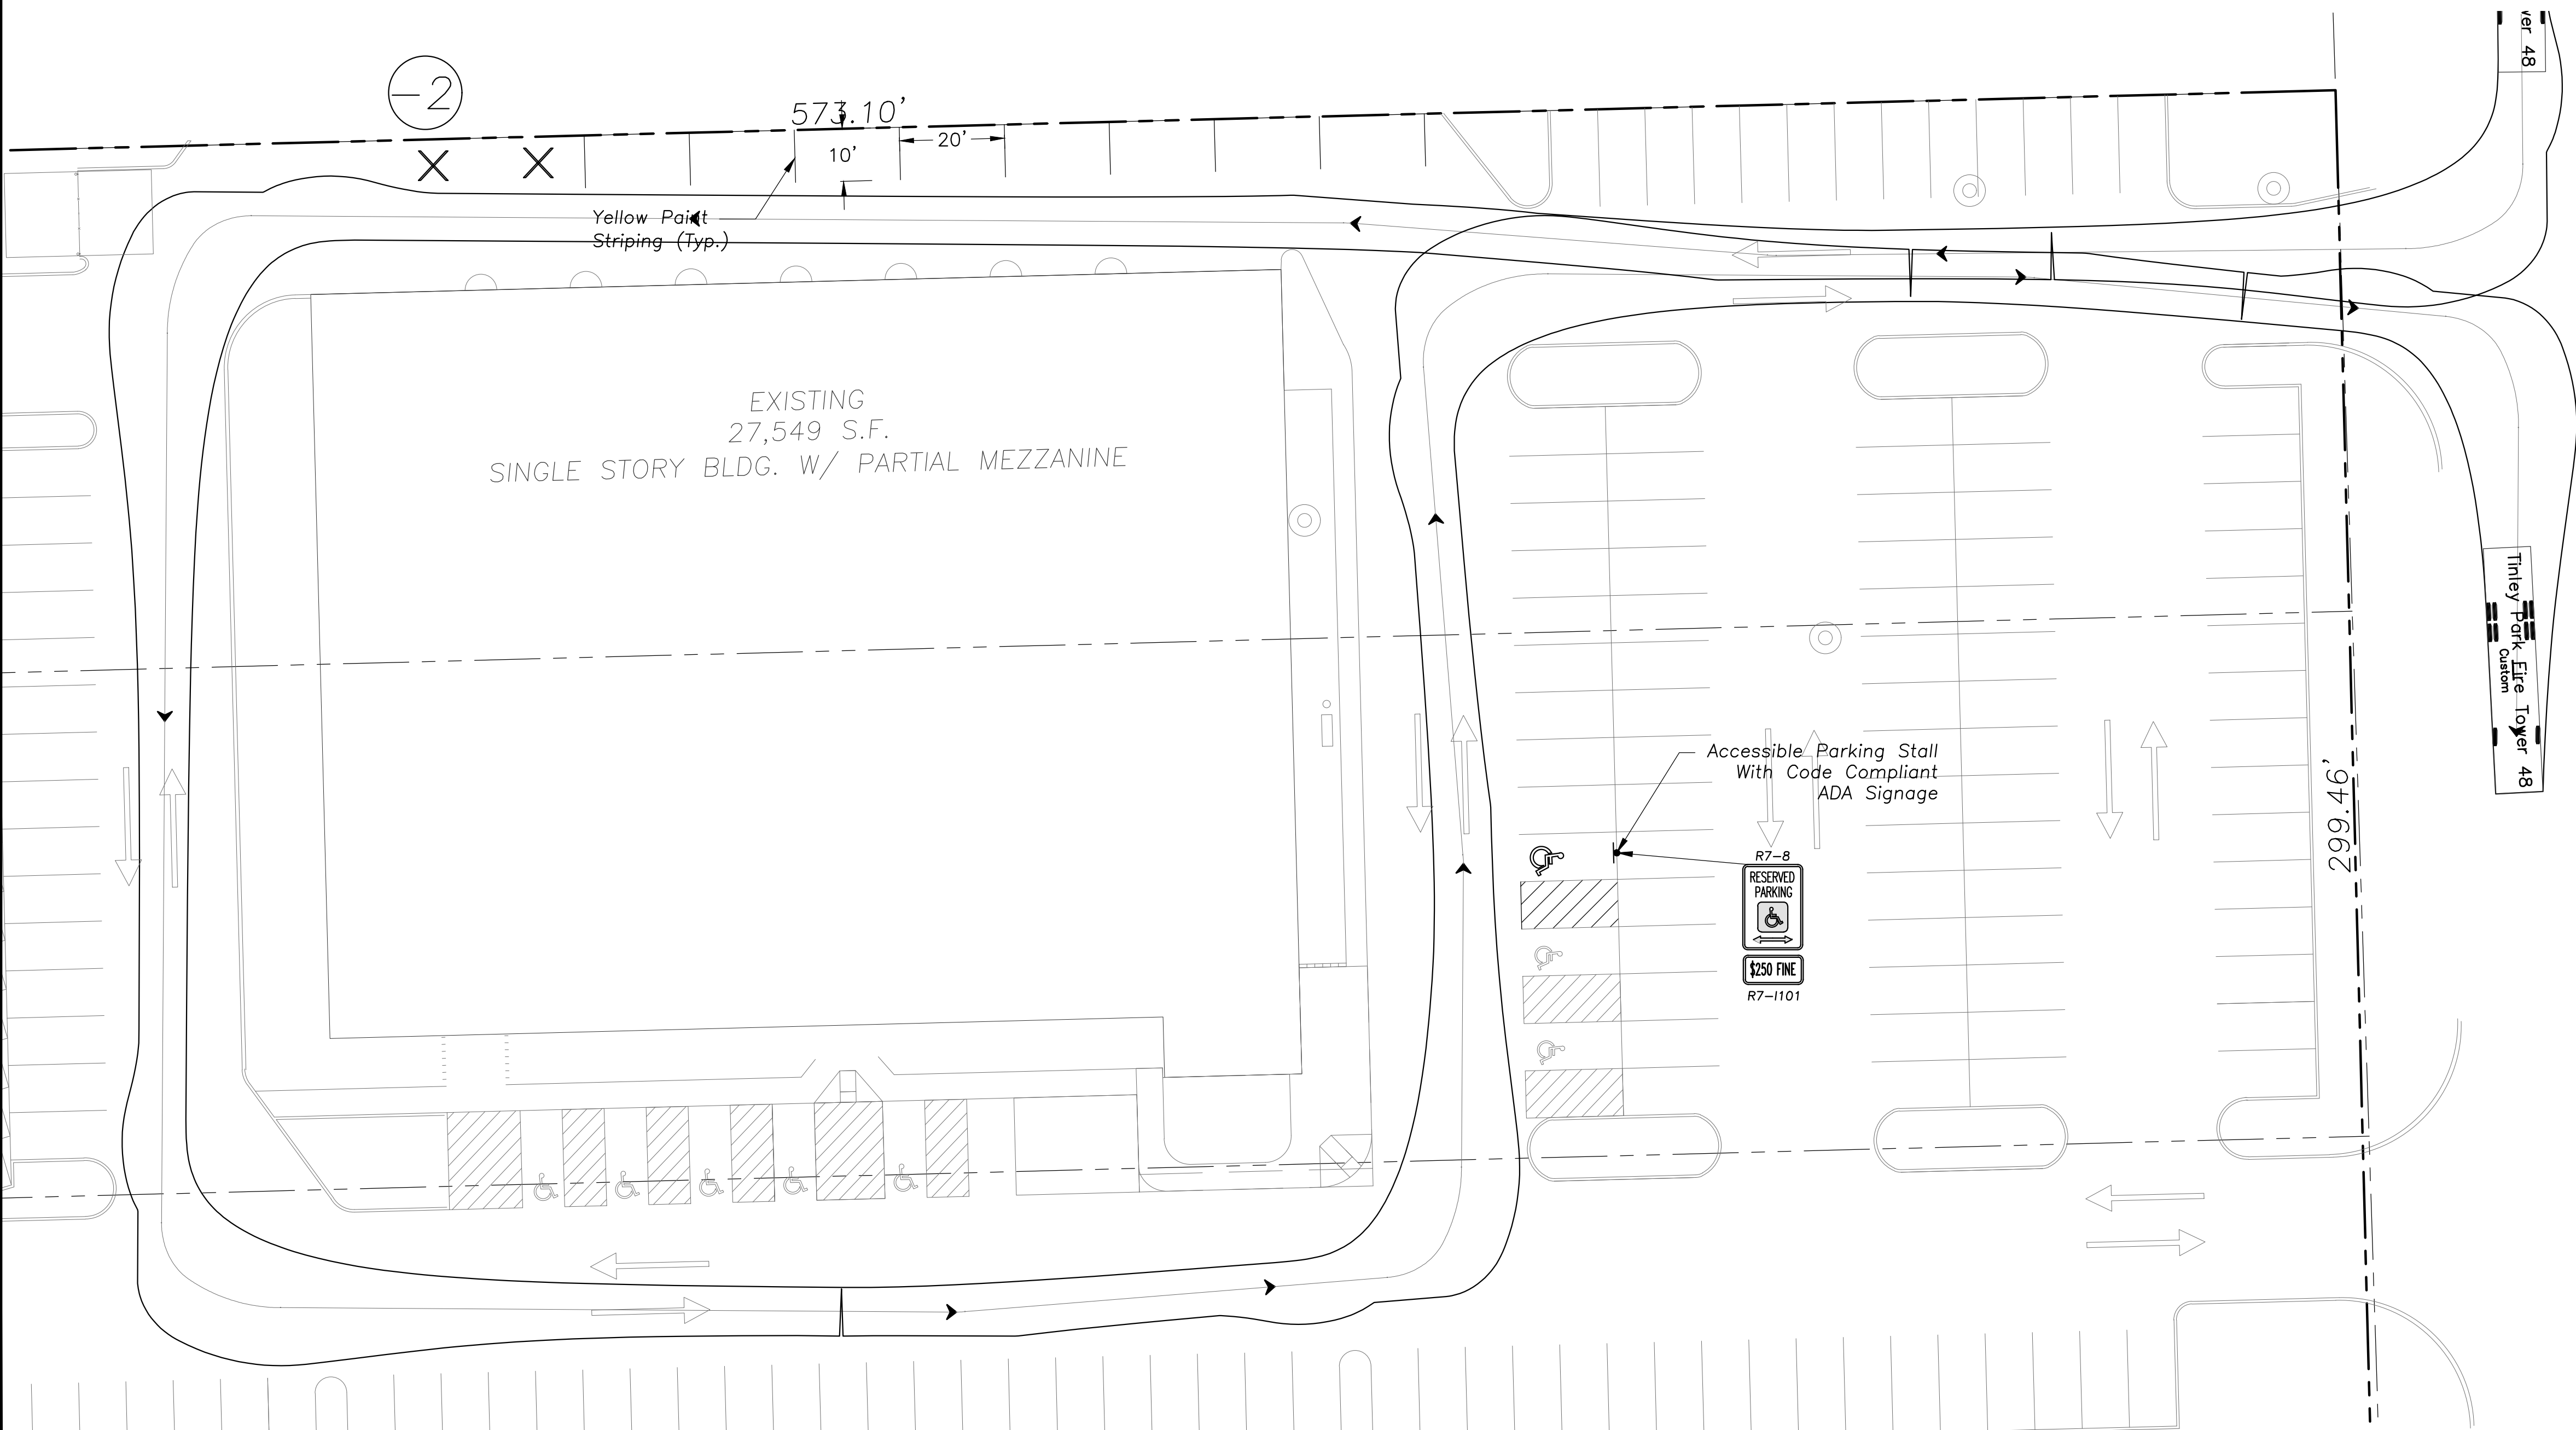 -2
573.10'
10'
20'
Yellow Paint
Striping (Typ.)
EXISTING
27,549 S.F.
SINGLE STORY BLDG. W/ PARTIAL MEZZANINE
48
Tinley Park Fire Tower 48
Custom
Accessible Parking Stall
With Code Compliant
ADA Signage
R7-8
RESERVED
PARKING
$250 FINE
R7-I101
299.46'